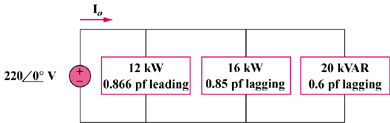 Iₒ
12 kW
0.866 pf leading
16 kW
0.85 pf lagging
20 kVAR
0.6 pf lagging
220/0° V
+
−